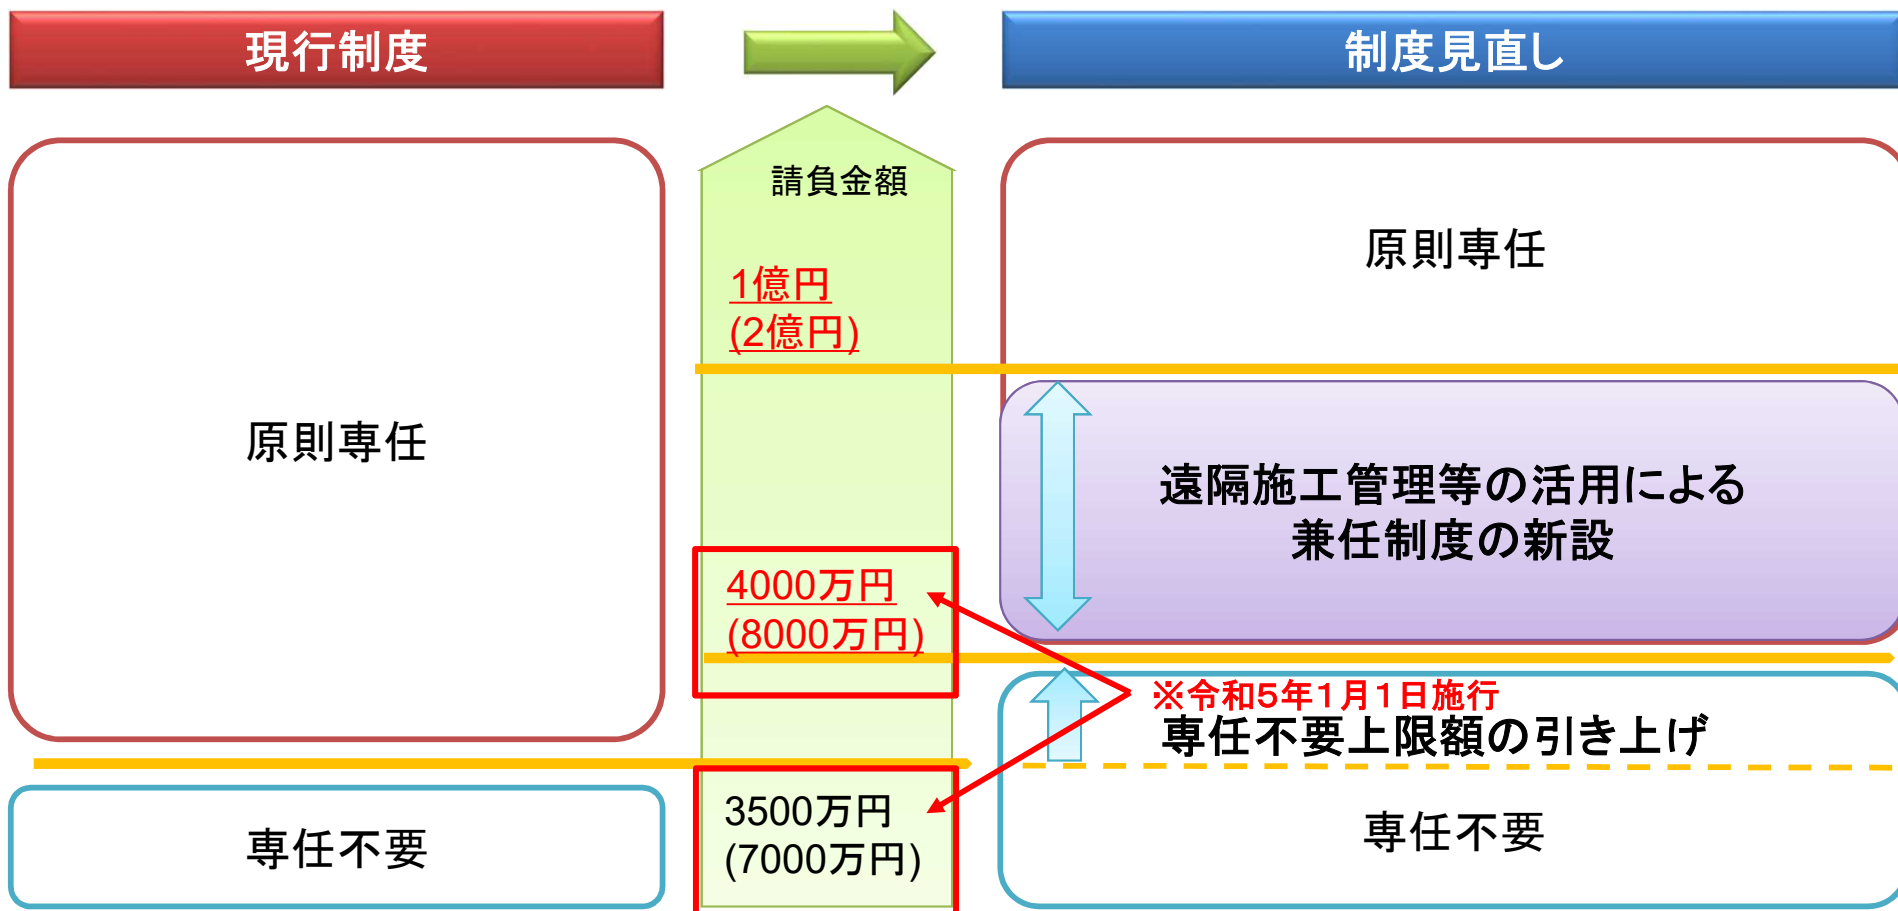 現行制度
制度見直し
請負金額
1億円
(2億円)
原則専任
原則専任
遠隔施工管理等の活用による
兼任制度の新設
4000万円
(8000万円)
※令和5年1月1日施行
専任不要上限額の引き上げ
3500万円
(7000万円)
専任不要
専任不要